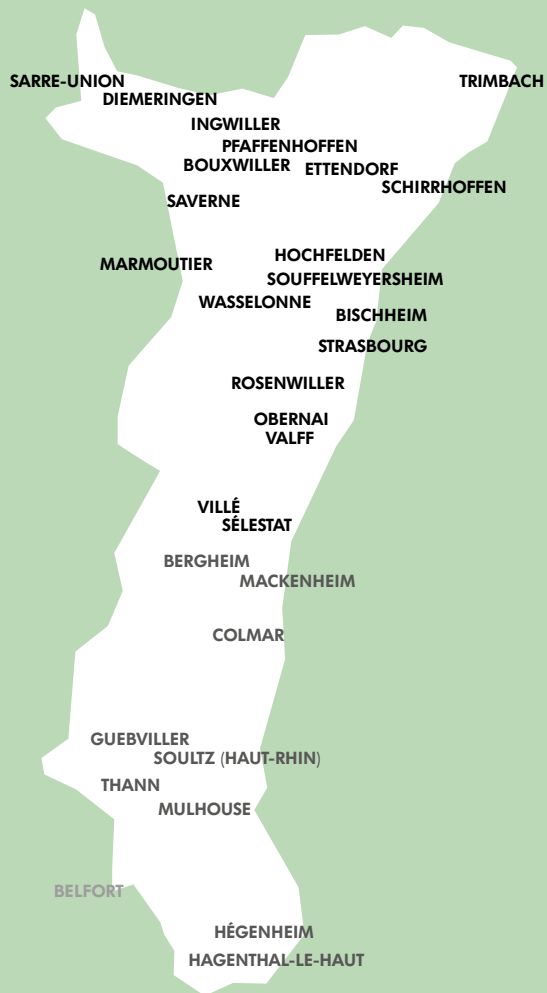 SARRE-UNION
TRIMBACH
DIEMERINGEN
INGWILLER
PFAFFENHOFFEN
BOUXWILLER
ETTENDORF
SCHIRRHOFFEN
SAVERNE
HOCHFELDEN
MARMOUTIER
SOUFFELWEYERSHEIM
WASSELONNE
BISCHHEIM
STRASBOURG
ROSENWILLER
OBERNAI
VALFF
VILLÉ
SÉLESTAT
BERGHEIM
MACKENHEIM
COLMAR
GUEBVILLER
SOULTZ (HAUT-RHIN)
THANN
MULHOUSE
BELFORT
HÉGENHEIM
HAGENTHAL-LE-HAUT